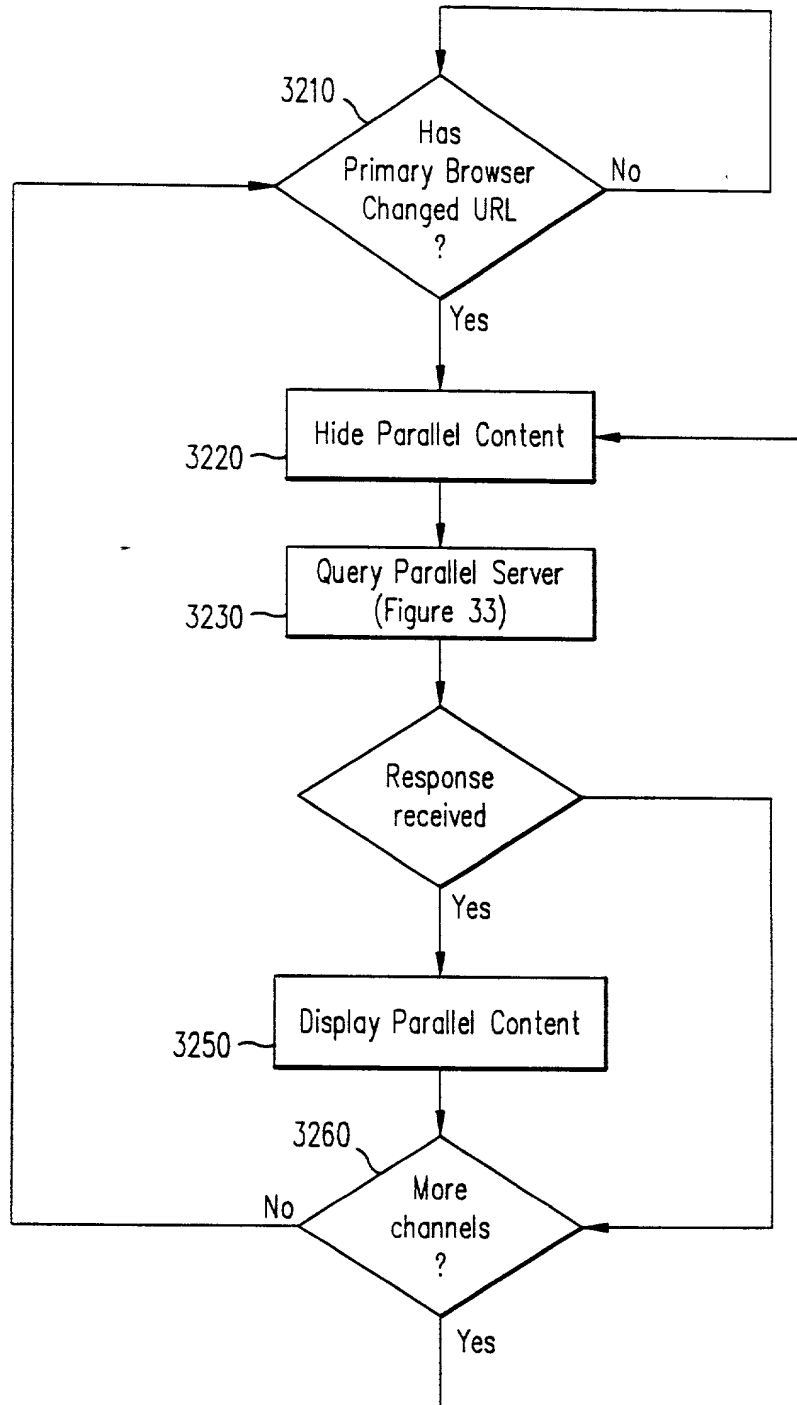 3210
Has
Primary Browser
Changed URL
?
No
Yes
Hide Parallel Content
3220
Query Parallel Server
(Figure 33)
3230
Response
received
Yes
Display Parallel Content
3250
3260
More
channels
?
No
Yes